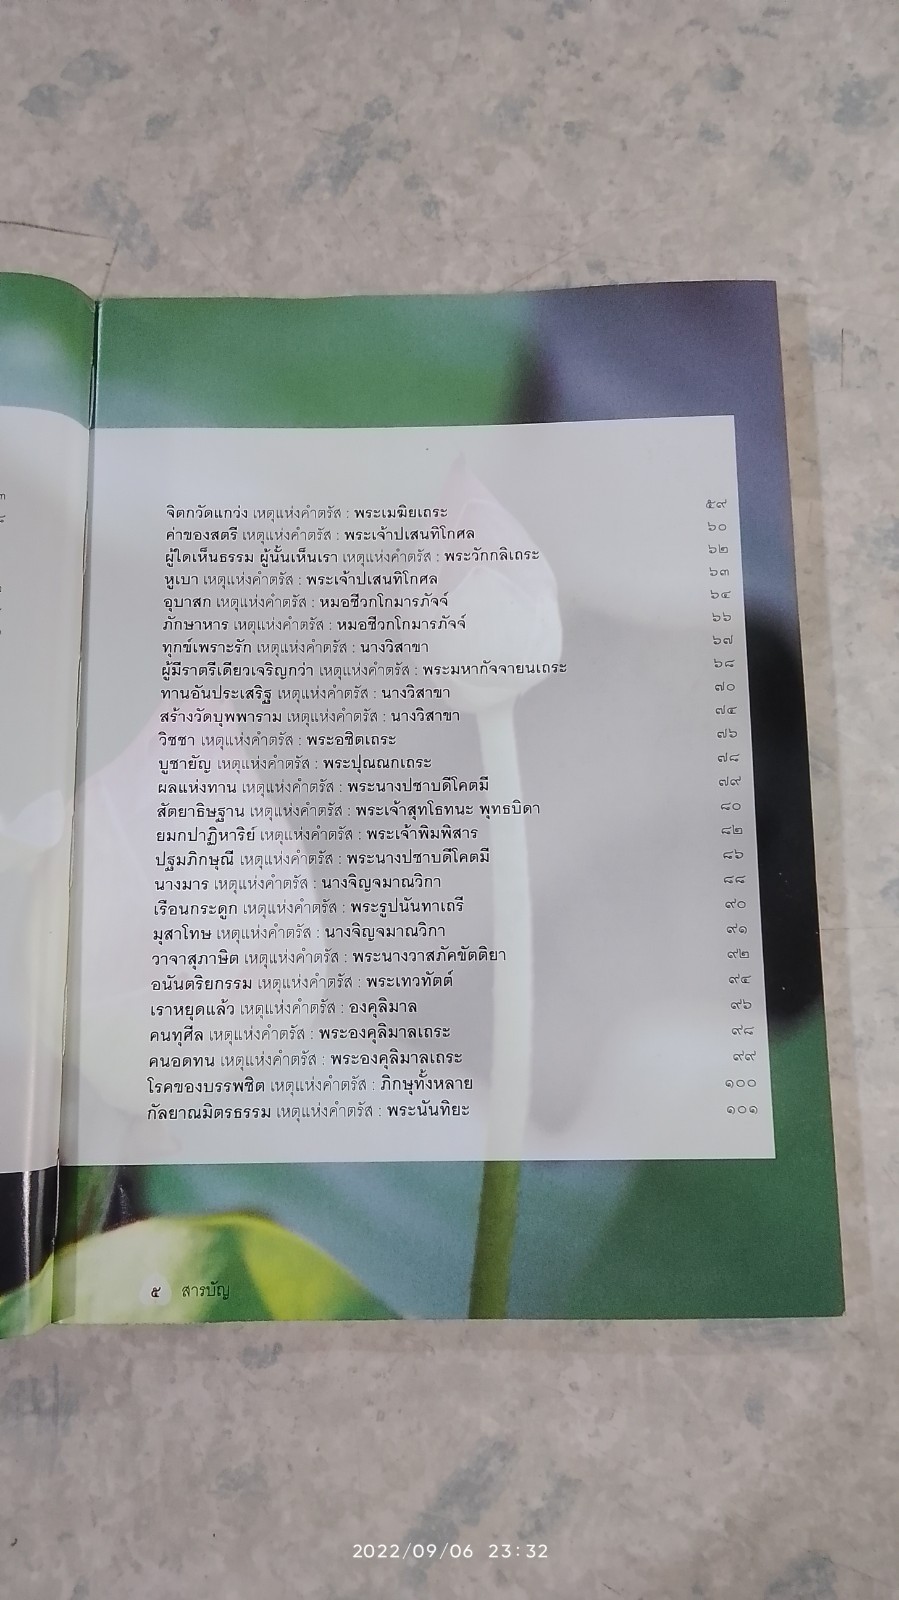 จิตกวัดแกว่ง เหตุแห่งคำตรัส : พระเมฆิยเถระ ๕๙
ค่าของสตรี เหตุแห่งคำตรัส : พระเจ้าปเสนทิโกศล ๖๐
ผู้ใดเห็นธรรม ผู้นั้นเห็นเรา เหตุแห่งคำตรัส : พระวักกลิเถระ ๖๒
หูเบา เหตุแห่งคำตรัส : พระเจ้าปเสนทิโกศล ๖๓
อุบาสก เหตุแห่งคำตรัส : หมอชีวกโกมารภัจจ์ ๖๔
ภักษาหาร เหตุแห่งคำตรัส : หมอชีวกโกมารภัจจ์ ๖๖
ทุกข์เพราะรัก เหตุแห่งคำตรัส : นางวิสาขา ๖๗
ผู้มีราตรีเดียวเจริญกว่า เหตุแห่งคำตรัส : พระมหากัจจายนเถระ ๖๘
ทานอันประเสริฐ เหตุแห่งคำตรัส : นางวิสาขา ๗๐
สร้างวัดบุพพาราม เหตุแห่งคำตรัส : นางวิสาขา ๗๔
วิชชา เหตุแห่งคำตรัส : พระอชิตเถระ ๗๖
บูชายัญ เหตุแห่งคำตรัส : พระปุณณกเถระ ๗๘
ผลแห่งทาน เหตุแห่งคำตรัส : พระนางปชาบดีโคตมี ๗๙
สัตยาธิษฐาน เหตุแห่งคำตรัส : พระเจ้าสุทโธทนะ พุทธบิดา ๘๐
ยมกปาฏิหาริย์ เหตุแห่งคำตรัส : พระเจ้าพิมพิสาร ๘๒
ปฐมภิกษุณี เหตุแห่งคำตรัส : พระนางปชาบดีโคตมี ๘๖
นางมาร เหตุแห่งคำตรัส : นางจิญจมาณวิกา ๘๘
เรือนกระดูก เหตุแห่งคำตรัส : พระรูปนันทาเถรี ๙๐
มุสาโทษ เหตุแห่งคำตรัส : นางจิญจมาณวิกา ๙๑
วาจาสุภาษิต เหตุแห่งคำตรัส : พระนางวาสภัคขัตติยา ๙๒
อนันตริยกรรม เหตุแห่งคำตรัส : พระเทวทัตต์ ๙๔
เราหยุดแล้ว เหตุแห่งคำตรัส : องคุลิมาล ๙๖
คนทุศีล เหตุแห่งคำตรัส : พระองคุลิมาลเถระ ๙๘
คนอดทน เหตุแห่งคำตรัส : พระองคุลิมาลเถระ ๙๙
โรคของบรรพชิต เหตุแห่งคำตรัส : ภิกษุทั้งหลาย ๑๐๐
กัลยาณมิตรธรรม เหตุแห่งคำตรัส : พระนันทิยะ ๑๐๑
๕ สารบัญ
2022/09/06 23:32